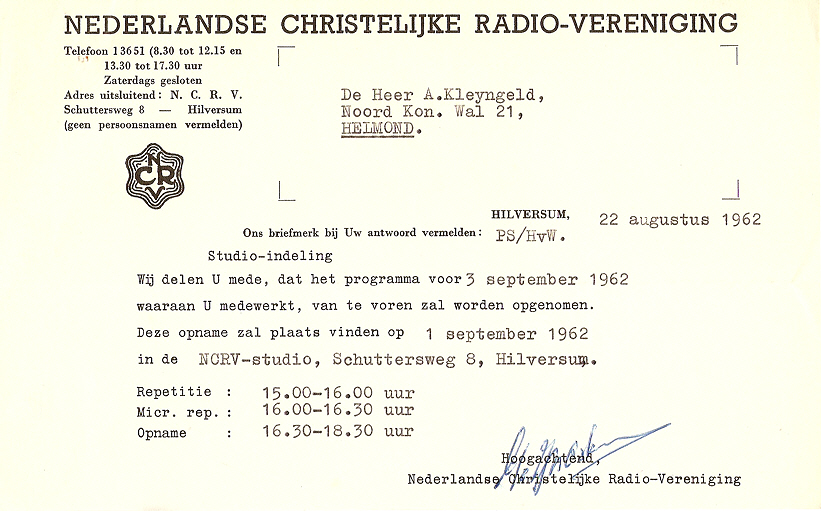 NEDERLANDSE CHRISTELIJKE RADIO-VERENIGING
Telefoon 13651 (8.30 tot 12.15 en
13.30 tot 17.30 uur
Zaterdags gesloten
Adres uitsluitend: N. C. R. V.
Schuttersweg 8 — Hilversum
(geen persoonsnamen vermelden)
De Heer A.Kleyngeld,
Noord Kon. Wal 21,
HELMOND.
NCRV
HILVERSUM, 22 augustus 1962
Ons briefmerk bij Uw antwoord vermelden: PS/HvW.
Studio-indeling
Wij delen U mede, dat het programma voor 3 september 1962
waaraan U medewerkt, van te voren zal worden opgenomen.
Deze opname zal plaats vinden op 1 september 1962
in de NCRV-studio, Schuttersweg 8, Hilversum.
Repetitie : 15.00-16.00 uur
Micr. rep. : 16.00-16.30 uur
Opname : 16.30-18.30 uur
Hoogachtend,
Nederlandse Christelijke Radio-Vereniging